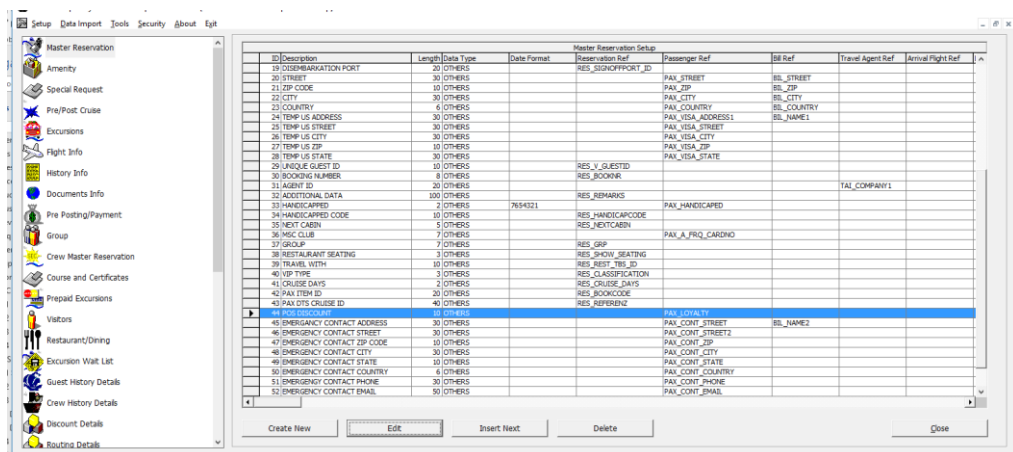 Setup Data Import Tools Security About Exit
Master Reservation
Amenity
Special Request
Pre/Post Cruise
Excursions
Flight Info
History Info
Documents Info
Pre Posting/Payment
Group
Crew Master Reservation
Course and Certificates
Prepaid Excursions
Visitors
Restaurant/Dining
Excursion Wait List
Guest History Details
Crew History Details
Discount Details
Routing Details
Master Reservation Setup
ID Description Length Data Type Date Format Reservation Ref Passenger Ref Bill Ref Travel Agent Ref Arrival Flight Ref
19 DISEMBARKATION PORT 20 OTHERS RES_SIGNOFFPORT_ID
20 STREET 30 OTHERS PAX_STREET BIL_STREET
21 ZIP CODE 10 OTHERS PAX_ZIP BIL_ZIP
22 CITY 30 OTHERS PAX_CITY BIL_CITY
23 COUNTRY 6 OTHERS PAX_COUNTRY BIL_COUNTRY
24 TEMP US ADDRESS 30 OTHERS PAX_VISA_ADDRESS1 BIL_NAME1
25 TEMP US STREET 30 OTHERS PAX_VISA_STREET
26 TEMP US CITY 30 OTHERS PAX_VISA_CITY
27 TEMP US ZIP 10 OTHERS PAX_VISA_ZIP
28 TEMP US STATE 30 OTHERS PAX_VISA_STATE
29 UNIQUE GUEST ID 10 OTHERS RES_V_GUESTID
30 BOOKING NUMBER 8 OTHERS RES_BOOKNR
31 AGENT ID 20 OTHERS TAI_COMPANY1
32 ADDITIONAL DATA 100 OTHERS RES_REMARKS
33 HANDICAPPED 2 OTHERS 7654321 PAX_HANDICAPED
34 HANDICAPPED CODE 10 OTHERS RES_HANDICAPCODE
35 NEXT CABIN 5 OTHERS RES_NEXTCABIN
36 MSC CLUB 7 OTHERS PAX_A_FRQ_CARDNO
37 GROUP 7 OTHERS RES_GRP
38 RESTAURANT SEATING 3 OTHERS RES_SHOW_SEATING
39 TRAVEL WITH 10 OTHERS RES_REST_TBS_ID
40 VIP TYPE 3 OTHERS RES_CLASSIFICATION
41 CRUISE DAYS 2 OTHERS RES_CRUISE_DAYS
42 PAX ITEM ID 20 OTHERS RES_BOOKCODE
43 PAX DTS CRUISE ID 40 OTHERS RES_REFERENZ
44 POS DISCOUNT 10 OTHERS PAX_LOYALTY
45 EMERGANCY CONTACT ADDRESS 30 OTHERS PAX_CONT_STREET BIL_NAME2
46 EMERGENCY CONTACT STREET 30 OTHERS PAX_CONT_STREET2
47 EMERGENCY CONTACT ZIP CODE 10 OTHERS PAX_CONT_ZIP
48 EMERGENCY CONTACT CITY 30 OTHERS PAX_CONT_CITY
49 EMERGENCY CONTACT STATE 10 OTHERS PAX_CONT_STATE
50 EMERGENCY CONTACT COUNTRY 6 OTHERS PAX_CONT_COUNTRY
51 EMERGENGY CONTACT PHONE 30 OTHERS PAX_CONT_PHONE
52 EMERGENCY CONTACT EMAIL 50 OTHERS PAX_CONT_EMAIL
Create New Edit Insert Next Delete Close